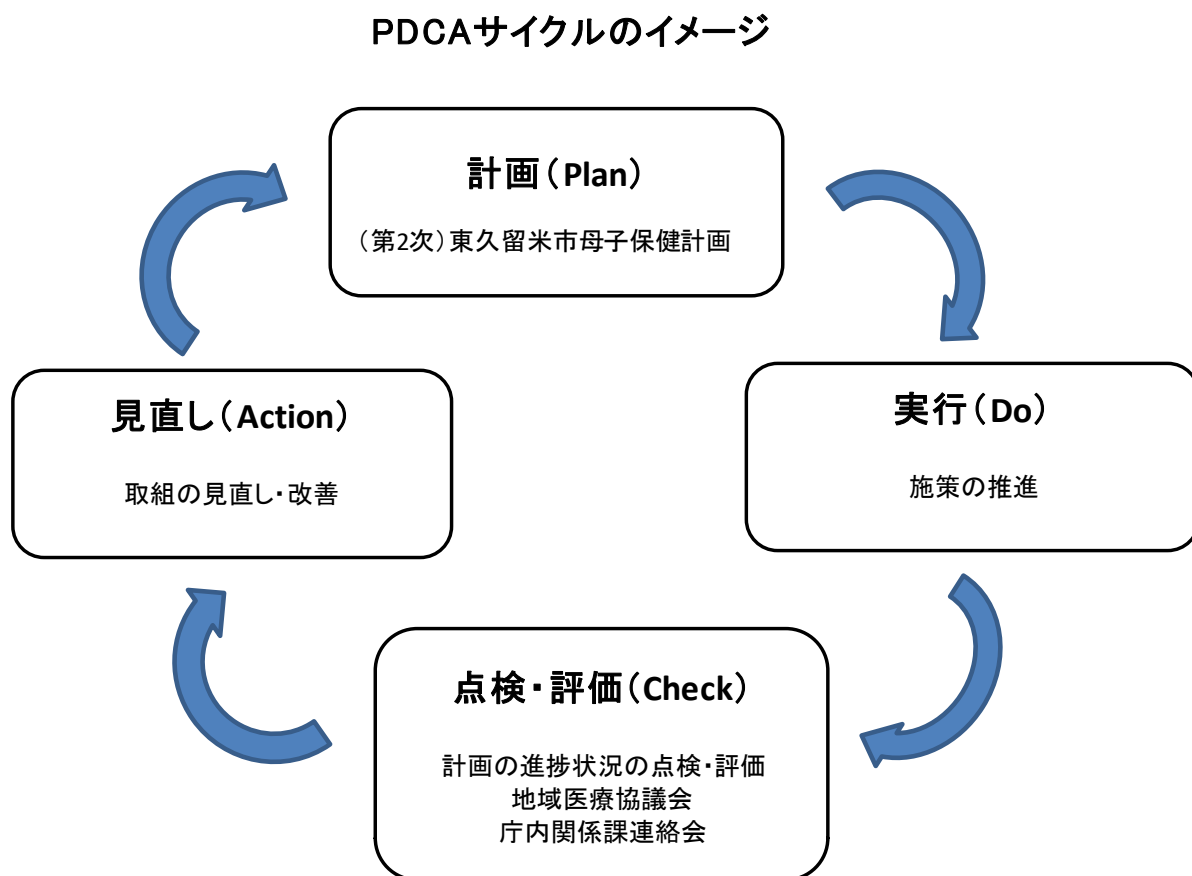 PDCAサイクルのイメージ
計画（Plan）
（第2次）東久留米市母子保健計画
実行（Do）
施策の推進
点検・評価（Check）
計画の進捗状況の点検・評価
地域医療協議会
庁内関係課連絡会
見直し（Action）
取組の見直し・改善